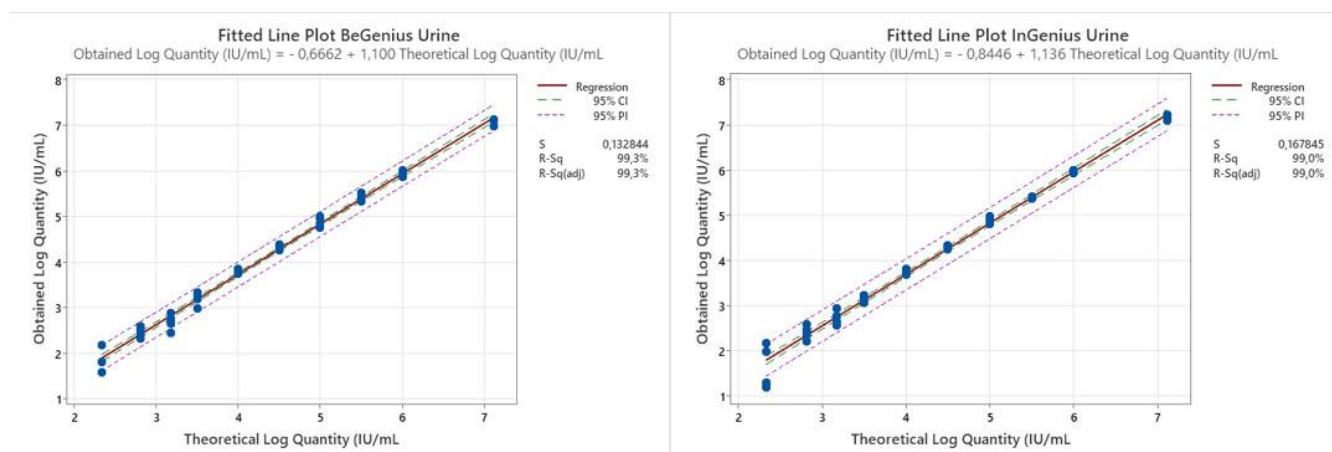 Fitted Line Plot BeGenius Urine
Obtained Log Quantity (IU/mL) = - 0,6662 + 1,100 Theoretical Log Quantity (IU/mL
8
7
6
5
4
3
2
1
Obtained Log Quantity (IU/mL)
2 3 4 5 6 7
Theoretical Log Quantity (IU/mL
Regression
95% CI
95% PI
S 0,132844
R-Sq 99,3%
R-Sq(adj) 99,3%
Fitted Line Plot InGenius Urine
Obtained Log Quantity (IU/mL) = - 0,8446 + 1,136 Theoretical Log Quantity (IU/mL
8
7
6
5
4
3
2
1
Obtained Log Quantity (IU/mL)
2 3 4 5 6 7
Theoretical Log Quantity (IU/mL
Regression
95% CI
95% PI
S 0,167845
R-Sq 99,0%
R-Sq(adj) 99,0%